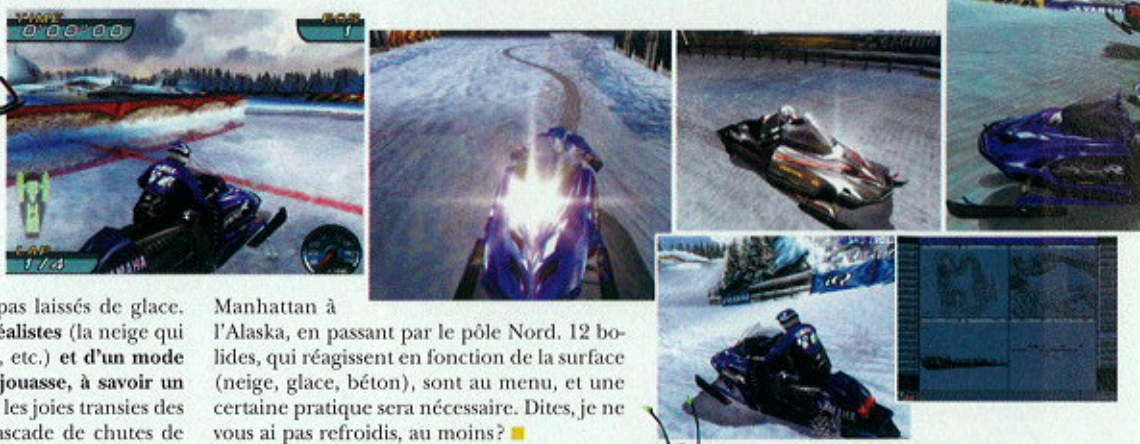 TIME
0'00"00
POS
1
LAP
1/4
YAMAHA
pas laissés de glace.
éalistes (la neige qui
, etc.) et d'un mode
jouasse, à savoir un
les joies transies des
ascade de chutes de
Manhattan à
l'Alaska, en passant par le pôle Nord. 12 bo-
lides, qui réagissent en fonction de la surface
(neige, glace, béton), sont au menu, et une
certaine pratique sera nécessaire. Dites, je ne
vous ai pas refroidis, au moins ?
YAMAHA